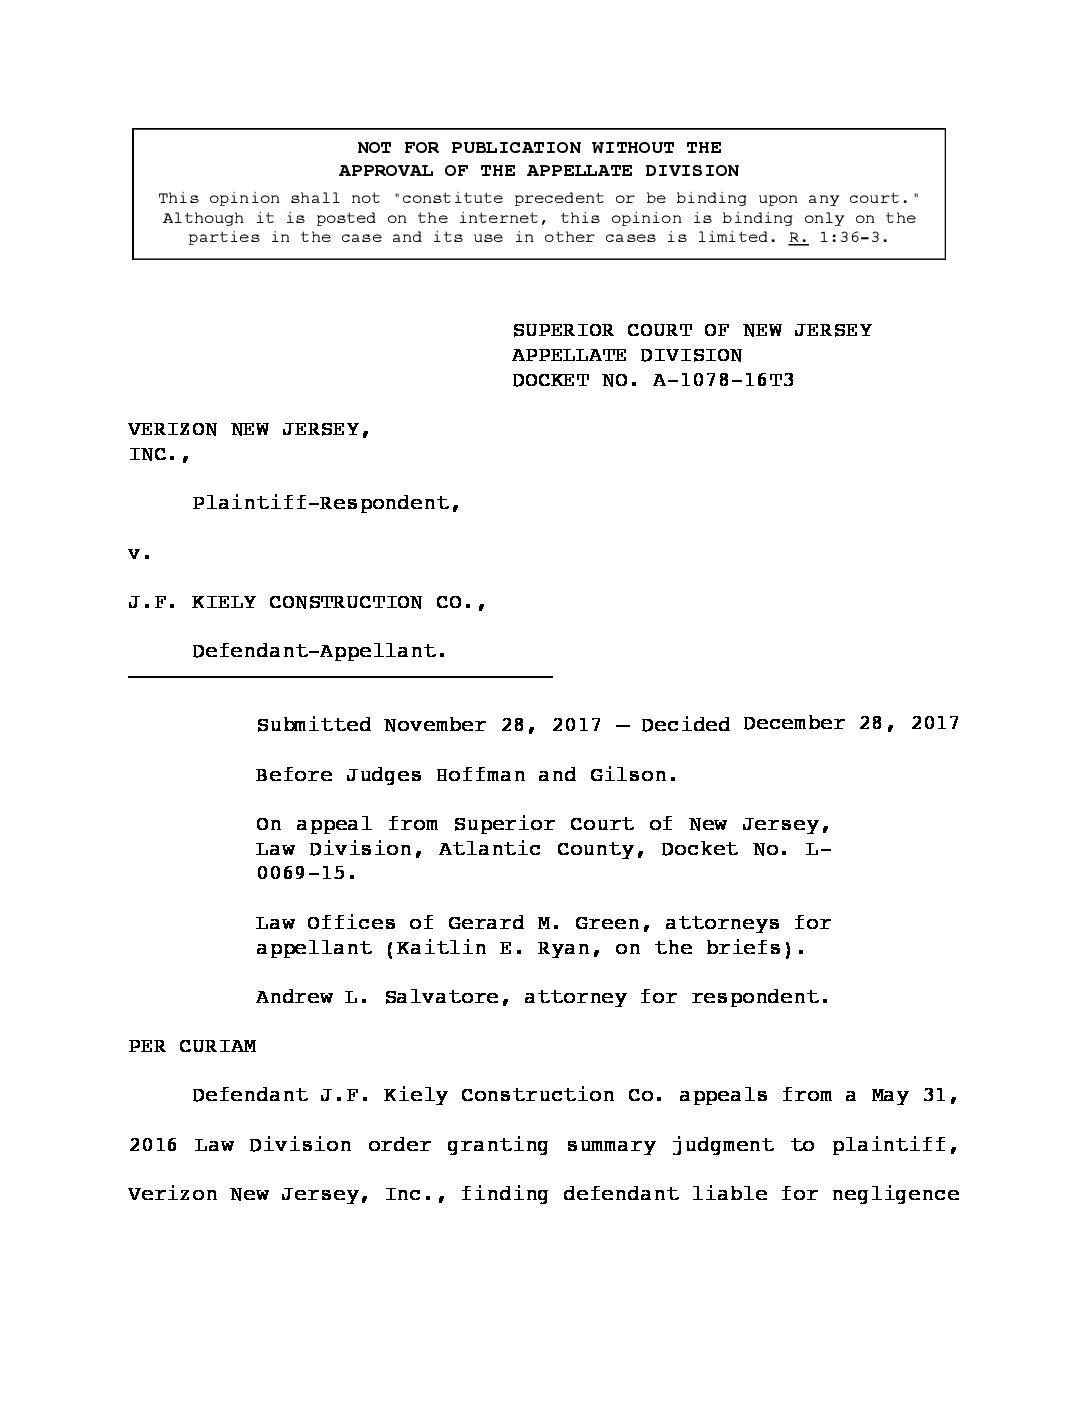 NOT FOR PUBLICATION WITHOUT THE
APPROVAL OF THE APPELLATE DIVISION
This opinion shall not "constitute precedent or be binding upon any court."
Although it is posted on the internet, this opinion is binding only on the
parties in the case and its use in other cases is limited. R. 1:36-3.
SUPERIOR COURT OF NEW JERSEY
APPELLATE DIVISION
DOCKET NO. A-1078-16T3
VERIZON NEW JERSEY,
INC.,
Plaintiff-Respondent,
v.
J.F. KIELY CONSTRUCTION CO.,
Defendant-Appellant.
Submitted November 28, 2017 – Decided December 28, 2017
Before Judges Hoffman and Gilson.
On appeal from Superior Court of New Jersey,
Law Division, Atlantic County, Docket No. L-
0069-15.
Law Offices of Gerard M. Green, attorneys for
appellant (Kaitlin E. Ryan, on the briefs).
Andrew L. Salvatore, attorney for respondent.
PER CURIAM
Defendant J.F. Kiely Construction Co. appeals from a May 31,
2016 Law Division order granting summary judgment to plaintiff,
Verizon New Jersey, Inc., finding defendant liable for negligence